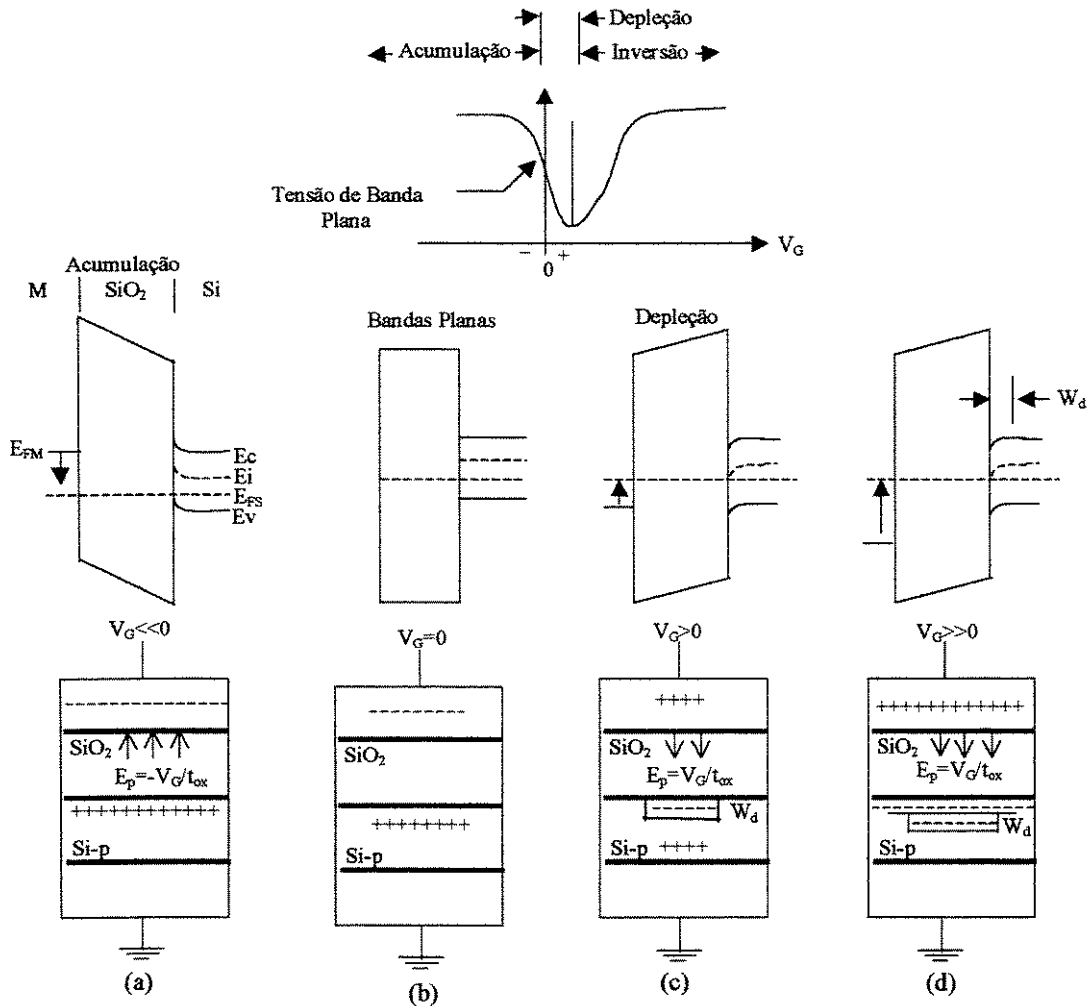 Depleção
Acumulação
Inversão
Tensão de Banda
Plana
− + V_G
0
Acumulação
M SiO₂ Si
Bandas Planas
Depleção
W_d
E_FM
Ec
Ei
E_FS
Ev
V_G<<0
V_G=0
V_G>0
V_G>>0
SiO₂
E_p=-V_G/t_ox
Si-p
(a)
SiO₂
Si-p
(b)
SiO₂
E_p=V_G/t_ox
W_d
Si-p
(c)
SiO₂
E_p=V_G/t_ox
W_d
Si-p
(d)